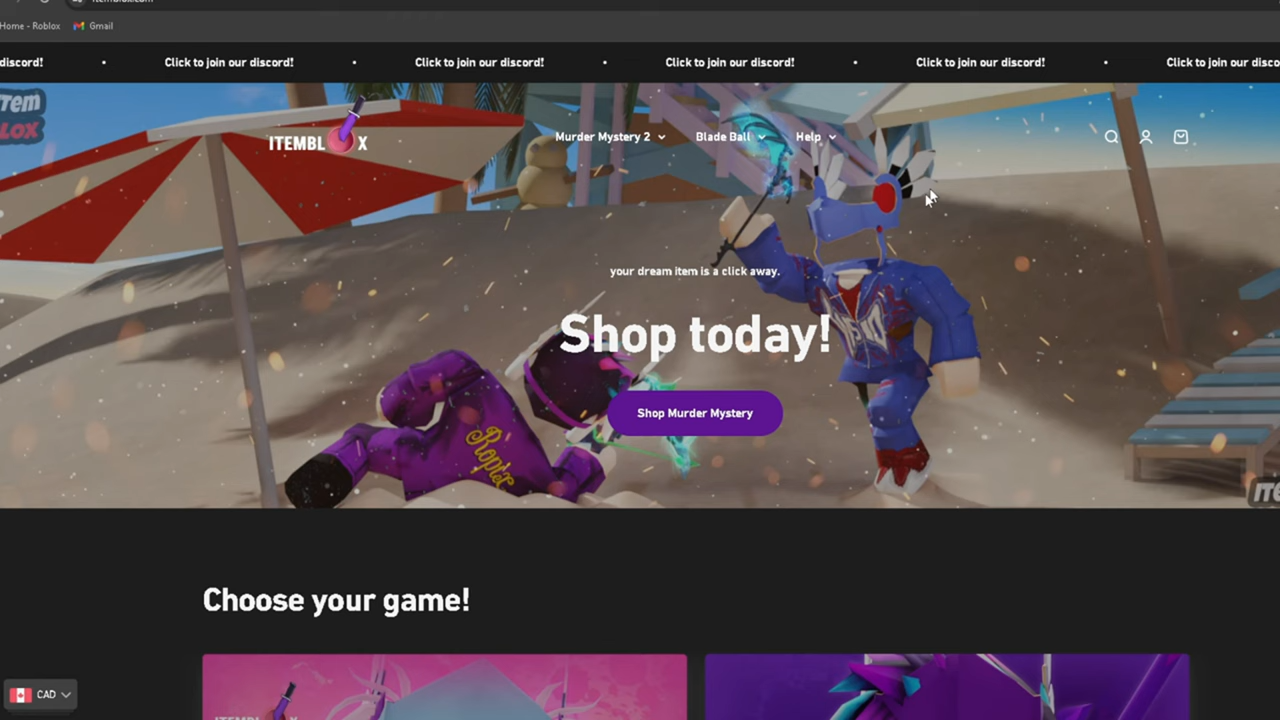 Home - Roblox
Gmail
discord!
Click to join our discord!
Click to join our discord!
Click to join our discord!
Click to join our discord!
Click to join our disco
ITEMBL X
Murder Mystery 2
Blade Ball
Help
your dream item is a click away.
Shop today!
Shop Murder Mystery
Choose your game!
CAD